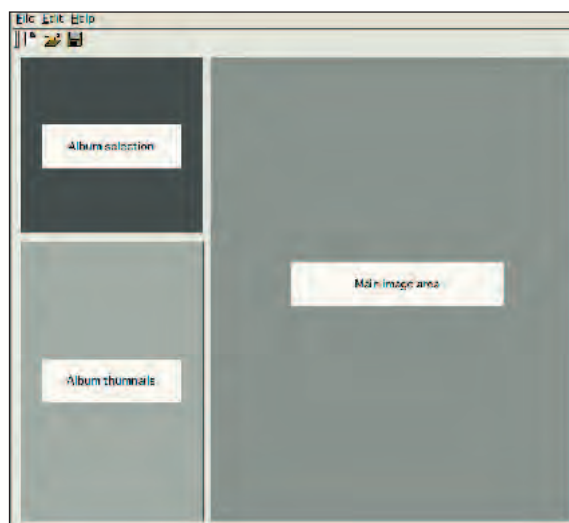 File Edit Help
Album selection
Main image area
Album thumnails